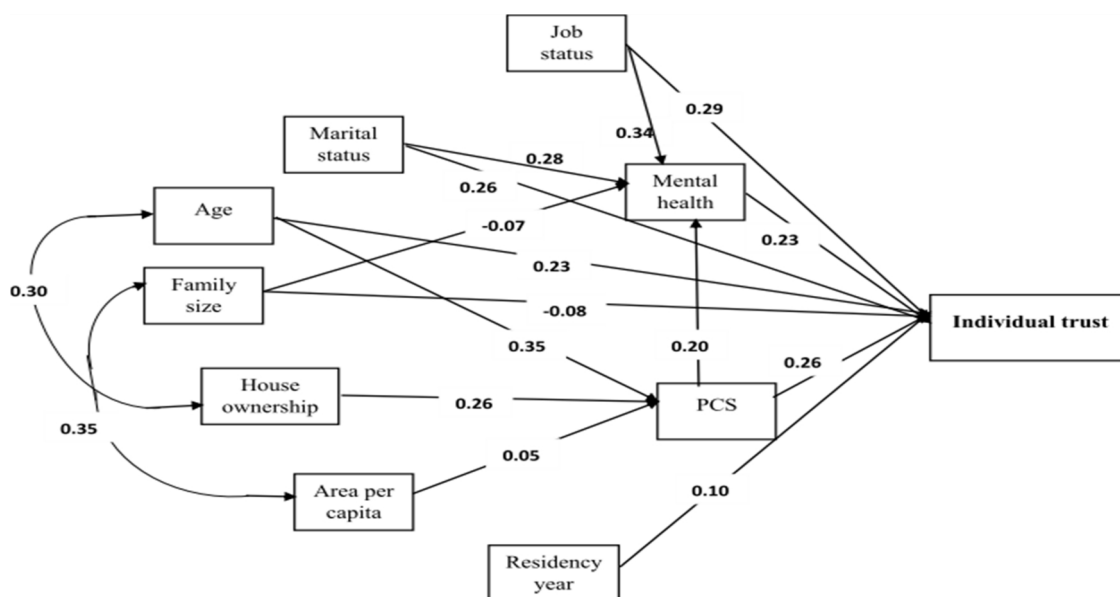 Job
status
0.29
0.34
Marital
status
0.28
0.26
Mental
health
Age
-0.07
0.23
0.23
Family
size
0.30
-0.08
Individual trust
0.35
0.20
0.26
House
ownership
0.26
PCS
0.35
0.05
Area per
capita
0.10
Residency
year